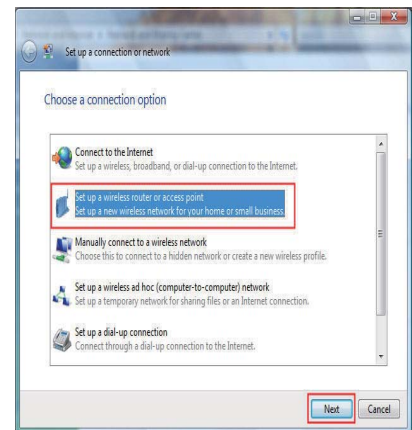 Set up a connection or network
Choose a connection option
Connect to the Internet
Set up a wireless, broadband, or dial-up connection to the Internet.
Set up a wireless router or access point
Set up a new wireless network for your home or small business.
Manually connect to a wireless network
Choose this to connect to a hidden network or create a new wireless profile.
Set up a wireless ad hoc (computer-to-computer) network
Set up a temporary network for sharing files or an Internet connection.
Set up a dial-up connection
Connect through a dial-up connection to the Internet.
Next Cancel